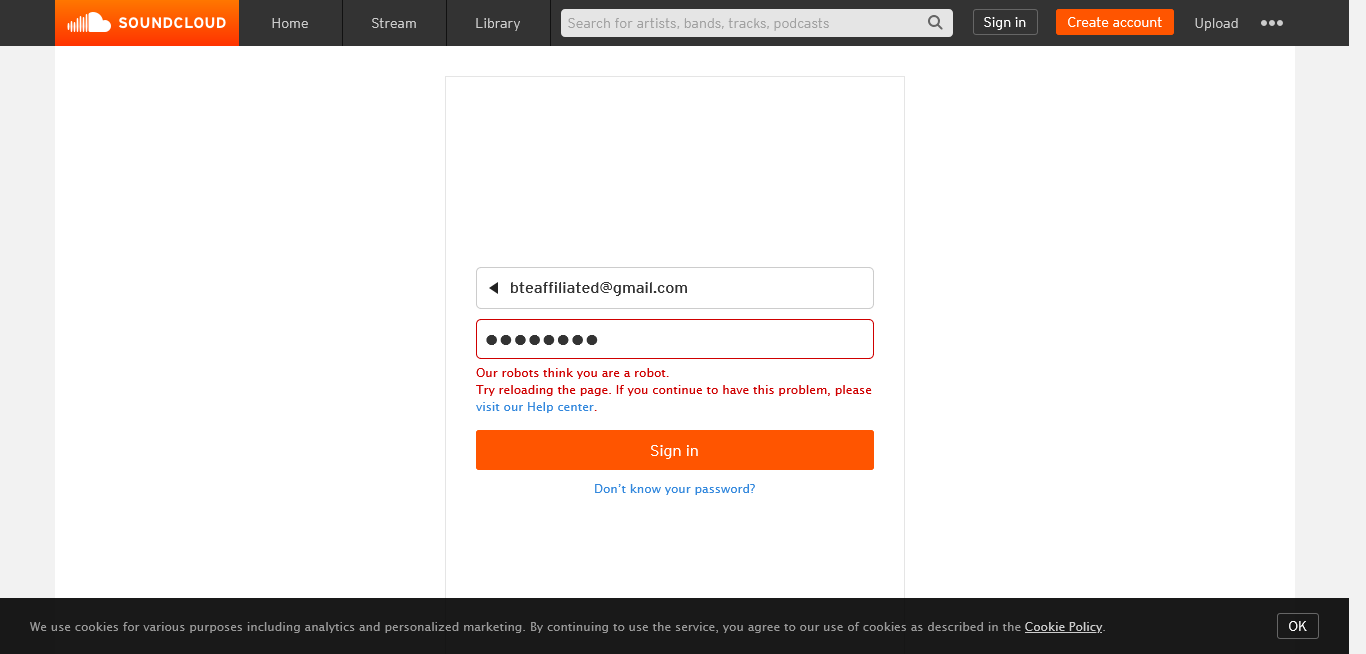 SOUNDCLOUD Home Stream Library Search for artists, bands, tracks, podcasts Sign in Create account Upload
bteaffiliated@gmail.com
Our robots think you are a robot.
Try reloading the page. If you continue to have this problem, please
visit our Help center.
Sign in
Don't know your password?
We use cookies for various purposes including analytics and personalized marketing. By continuing to use the service, you agree to our use of cookies as described in the Cookie Policy. OK